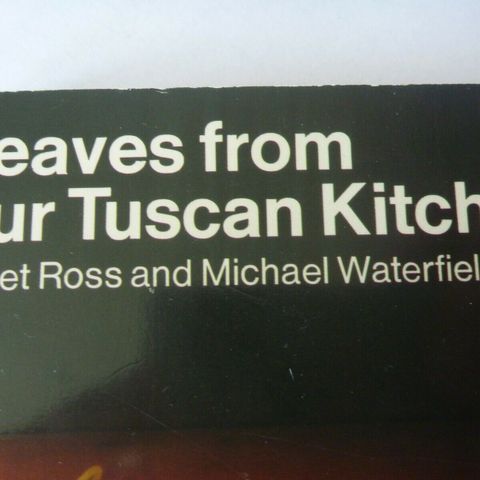 eaves from
ur Tuscan Kitch
et Ross and Michael Waterfiel